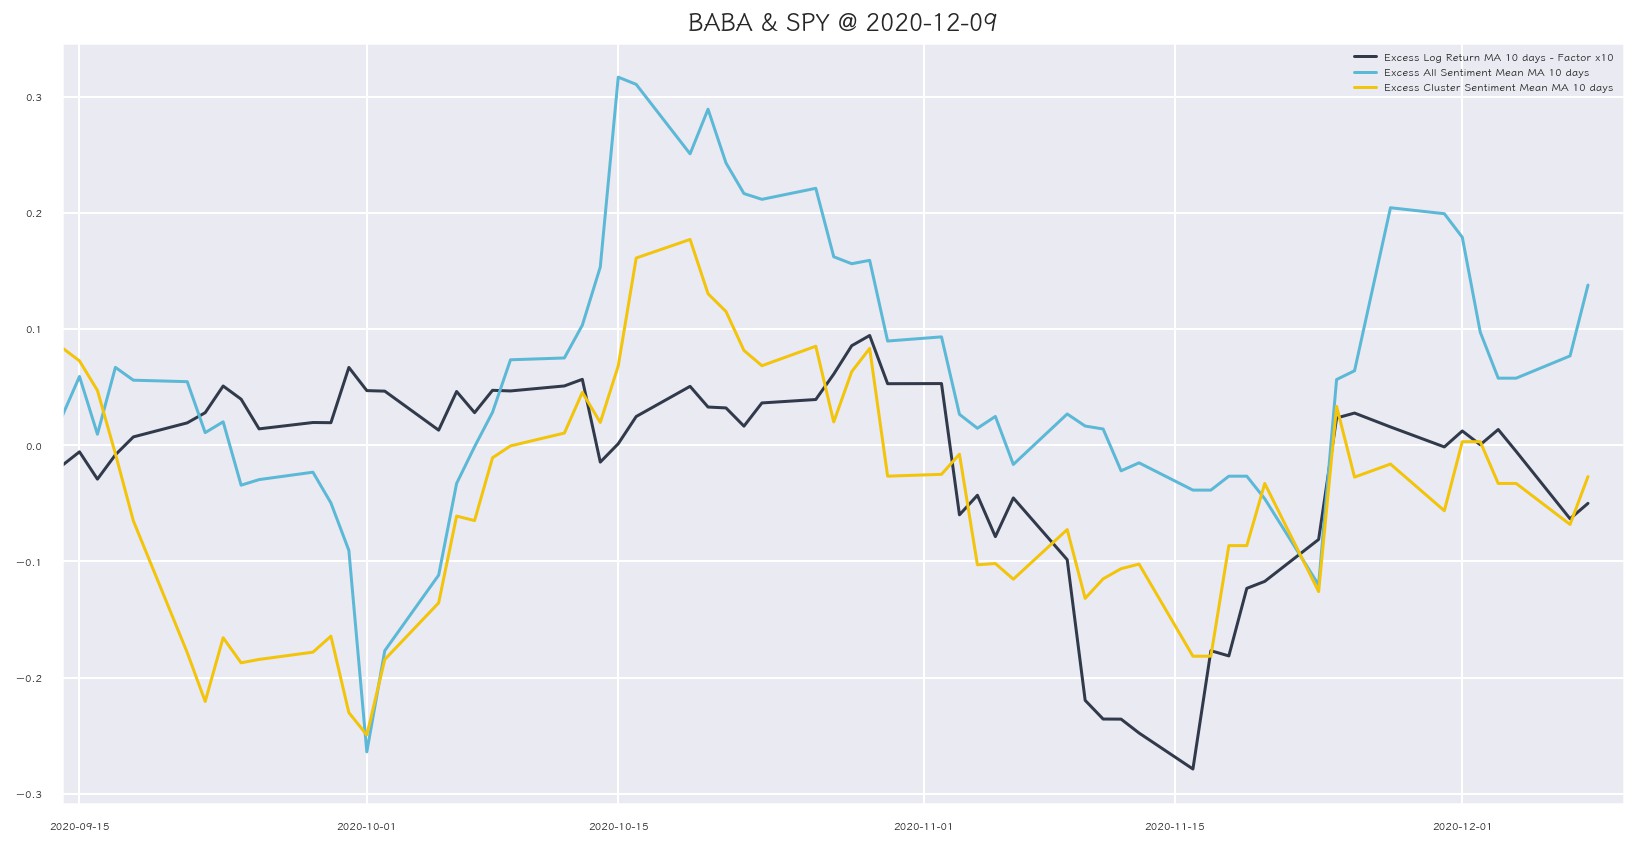 BABA & SPY @ 2020-12-09
Excess Log Return MA 10 days - Factor x10
Excess All Sentiment Mean MA 10 days
Excess Cluster Sentiment Mean MA 10 days
0.3
0.2
0.1
0.0
−0.1
−0.2
−0.3
2020-09-15 2020-10-01 2020-10-15 2020-11-01 2020-11-15 2020-12-01